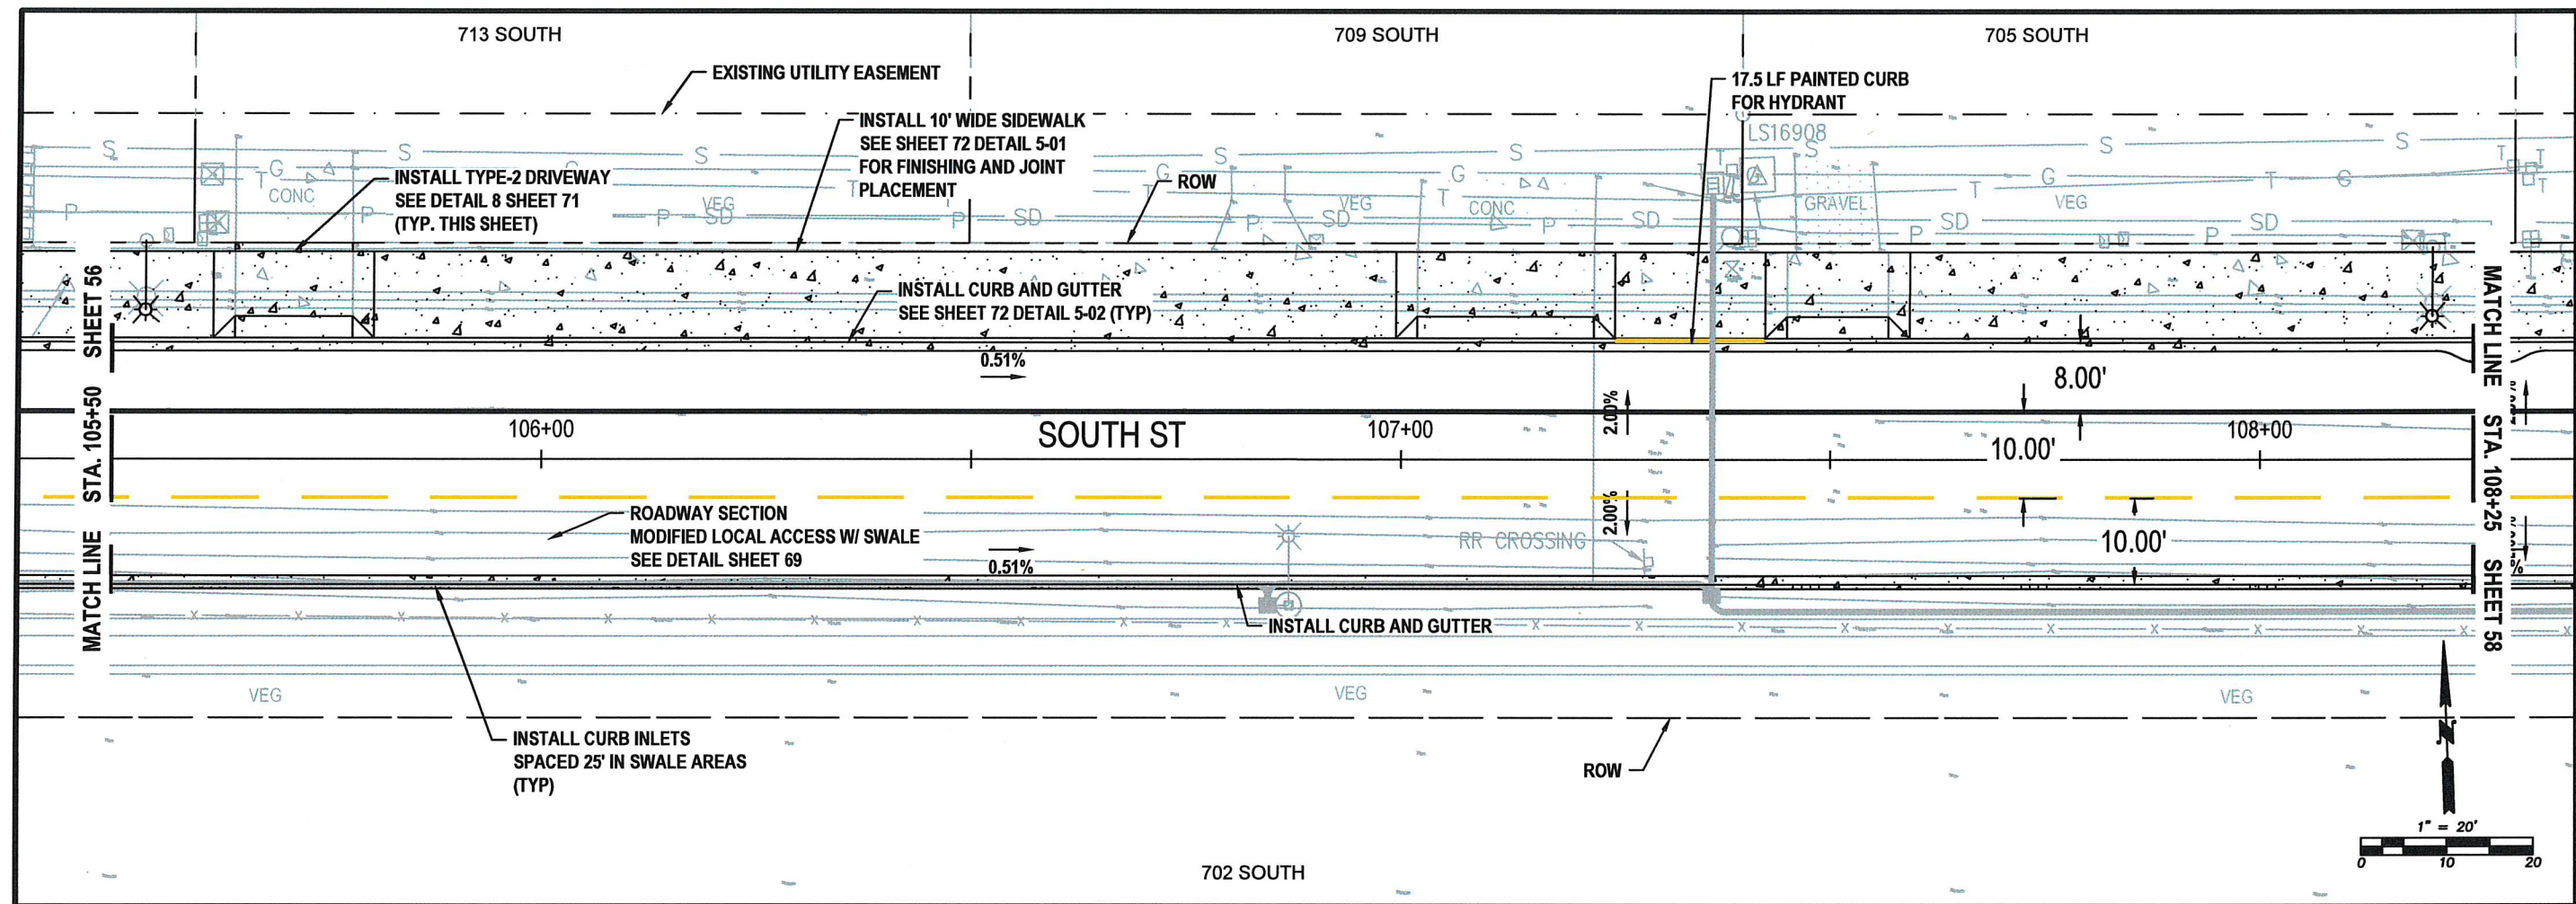 713 SOUTH
709 SOUTH
705 SOUTH
EXISTING UTILITY EASEMENT
17.5 LF PAINTED CURB
FOR HYDRANT
INSTALL 10' WIDE SIDEWALK
SEE SHEET 72 DETAIL 5-01
FOR FINISHING AND JOINT
PLACEMENT
LS16908
S
S
S
S
S
S
S
G
G
G
G
G
T
T
T
T
T
T
T
T
T
INSTALL TYPE-2 DRIVEWAY
SEE DETAIL 8 SHEET 71
(TYP. THIS SHEET)
ROW
CONC
VEG
VEG
CONC
GRAVEL
VEG
P
P
P
SD
P
SD
P
SD
P
P
SD
P
SD
P
SD
P
INSTALL CURB AND GUTTER
SEE SHEET 72 DETAIL 5-02 (TYP)
MATCH LINE STA. 105+50 SHEET 56
MATCH LINE STA. 108+25 SHEET 58
0.51%
8.00'
2.00%
106+00
SOUTH ST
107+00
108+00
10.00'
2.00%
ROADWAY SECTION
MODIFIED LOCAL ACCESS W/ SWALE
SEE DETAIL SHEET 69
0.51%
RR CROSSING
10.00'
INSTALL CURB AND GUTTER
VEG
VEG
VEG
INSTALL CURB INLETS
SPACED 25' IN SWALE AREAS
(TYP)
ROW
N
702 SOUTH
1" = 20'
0 10 20